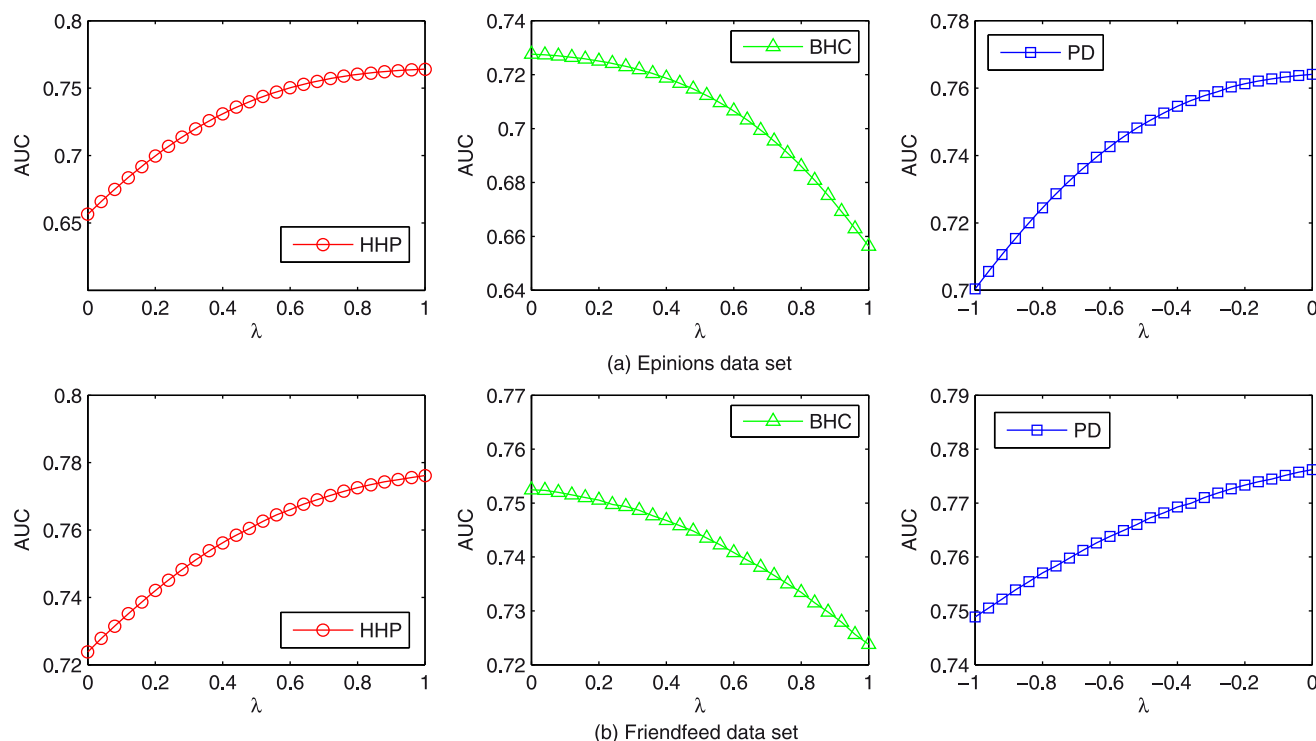 0.8
0.75
0.7
0.65
AUC
HHP
0 0.2 0.4 0.6 0.8 1
λ
0.74
0.72
0.7
0.68
0.66
0.64
AUC
BHC
0 0.2 0.4 0.6 0.8 1
λ
0.78
0.76
0.74
0.72
0.7
AUC
PD
−1 −0.8 −0.6 −0.4 −0.2 0
λ
(a) Epinions data set
0.8
0.78
0.76
0.74
0.72
AUC
HHP
0 0.2 0.4 0.6 0.8 1
λ
0.77
0.76
0.75
0.74
0.73
0.72
AUC
BHC
0 0.2 0.4 0.6 0.8 1
λ
0.79
0.78
0.77
0.76
0.75
0.74
AUC
PD
−1 −0.8 −0.6 −0.4 −0.2 0
λ
(b) Friendfeed data set